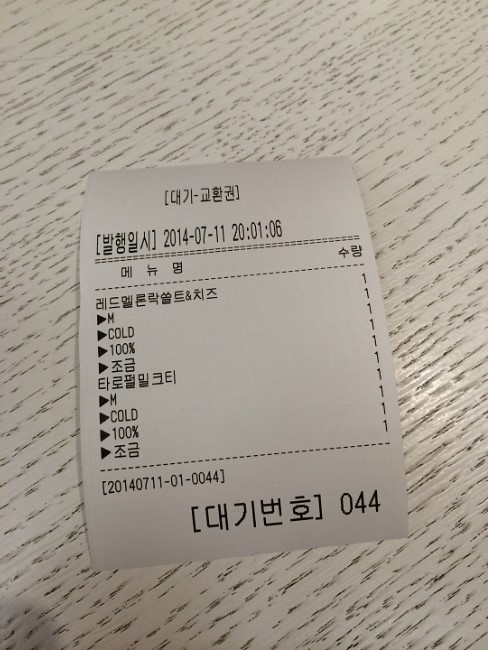 [대기-교환권]
[발행일시] 2014-07-11 20:01:06
메 뉴 명 수량
레드멜론락쏠트&치즈 1
▶M 1
▶COLD 1
▶100% 1
▶조금 1
타로펄밀크티 1
▶M 1
▶COLD 1
▶100% 1
▶조금 1
[20140711-01-0044]
[대기번호] 044